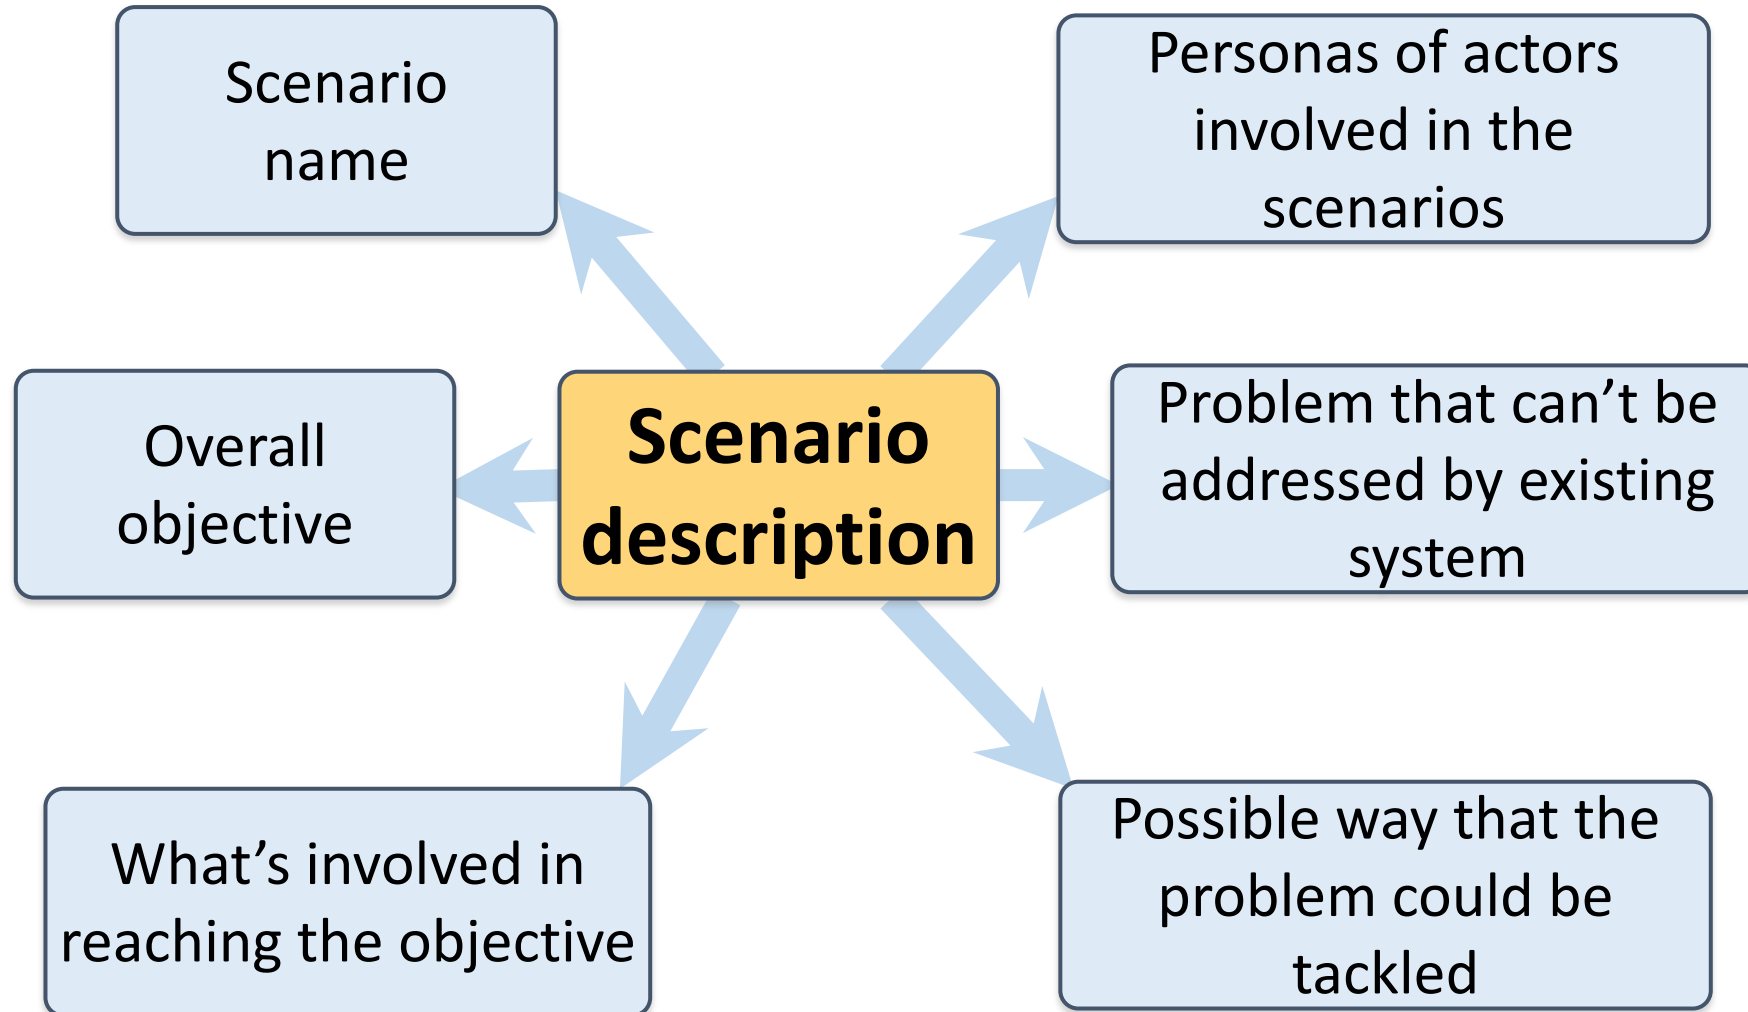 Scenario
name
Personas of actors
involved in the
scenarios
Overall
objective
Scenario
description
Problem that can’t be
addressed by existing
system
What’s involved in
reaching the objective
Possible way that the
problem could be
tackled